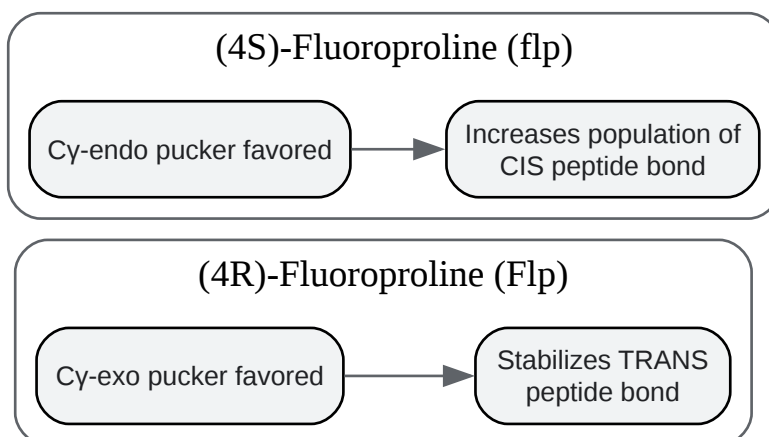 (4S)-Fluoroproline (flp)
Cγ-endo pucker favored
Increases population of
CIS peptide bond
(4R)-Fluoroproline (Flp)
Cγ-exo pucker favored
Stabilizes TRANS
peptide bond